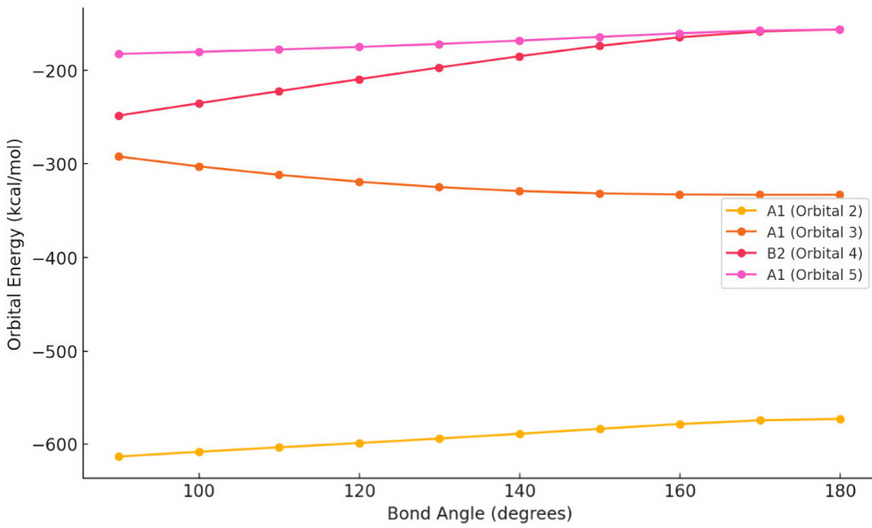 −200
−300
−400
−500
−600
Orbital Energy (kcal/mol)
A1 (Orbital 2)
A1 (Orbital 3)
B2 (Orbital 4)
A1 (Orbital 5)
100
120
140
160
180
Bond Angle (degrees)